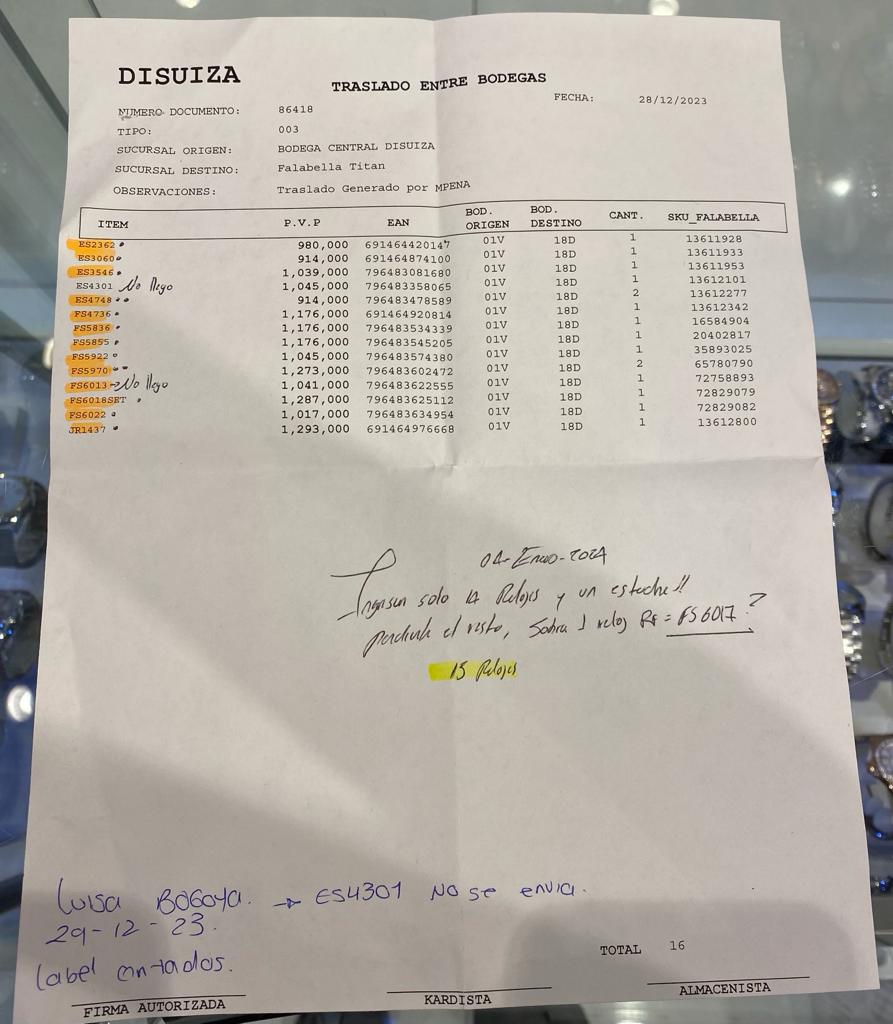 DISUIZA
TRASLADO ENTRE BODEGAS
FECHA: 28/12/2023
NUMERO DOCUMENTO: 86418
TIPO: 003
SUCURSAL ORIGEN: BODEGA CENTRAL DISUIZA
SUCURSAL DESTINO: Falabella Titan
OBSERVACIONES: Traslado Generado por MPENA
ITEM P.V.P EAN BOD. ORIGEN BOD. DESTINO CANT. SKU_FALABELLA
ES2362 980,000 691464420147 01V 18D 1 13611928
ES3060 914,000 691464874100 01V 18D 1 13611933
ES3546 1,039,000 796483081680 01V 18D 1 13611953
ES4301 No llego 1,045,000 796483358065 01V 18D 1 13612101
ES4748 914,000 796483478589 01V 18D 2 13612277
FS4736 1,176,000 691464920814 01V 18D 1 13612342
FS5836 1,176,000 796483534339 01V 18D 1 16584904
FS5855 1,176,000 796483545205 01V 18D 1 20402817
FS5922 1,045,000 796483574380 01V 18D 1 35893025
FS5970 1,273,000 796483602472 01V 18D 2 65780790
FS6013 No llego 1,041,000 796483622555 01V 18D 1 72758893
FS6018SET 1,287,000 796483625112 01V 18D 1 72829079
FS6022 1,017,000 796483634954 01V 18D 1 72829082
JR1437 1,293,000 691464976668 01V 18D 1 13612800
04-Enero-2024
Ingresan solo 14 Relojes y un estuche!!
pendiente el resto, Sobra 1 reloj Rf = FS6017?
15 Relojes
Luisa BOGOYA. → ES4301 NO se envia.
29-12-23.
label contados.
TOTAL 16
FIRMA AUTORIZADA
KARDISTA
ALMACENISTA